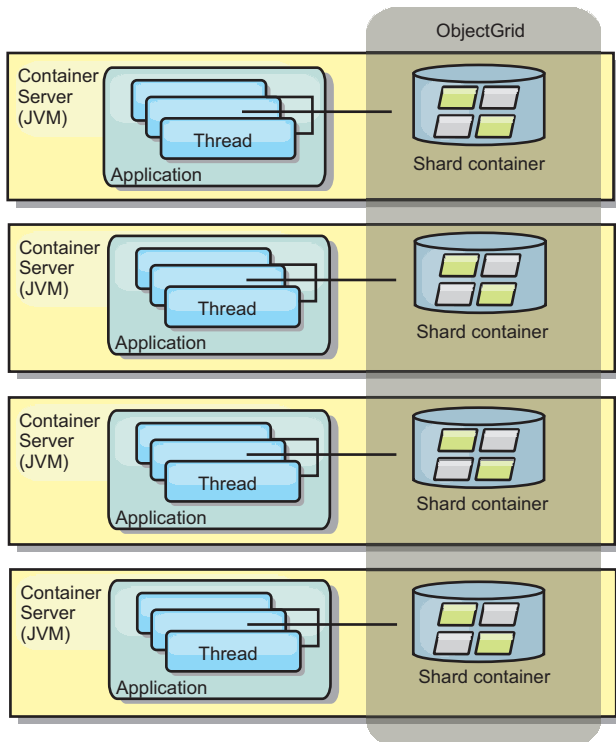 ObjectGrid
Container
Server
(JVM)
Thread
Application
Shard container
Container
Server
(JVM)
Thread
Application
Shard container
Container
Server
(JVM)
Thread
Application
Shard container
Container
Server
(JVM)
Thread
Application
Shard container